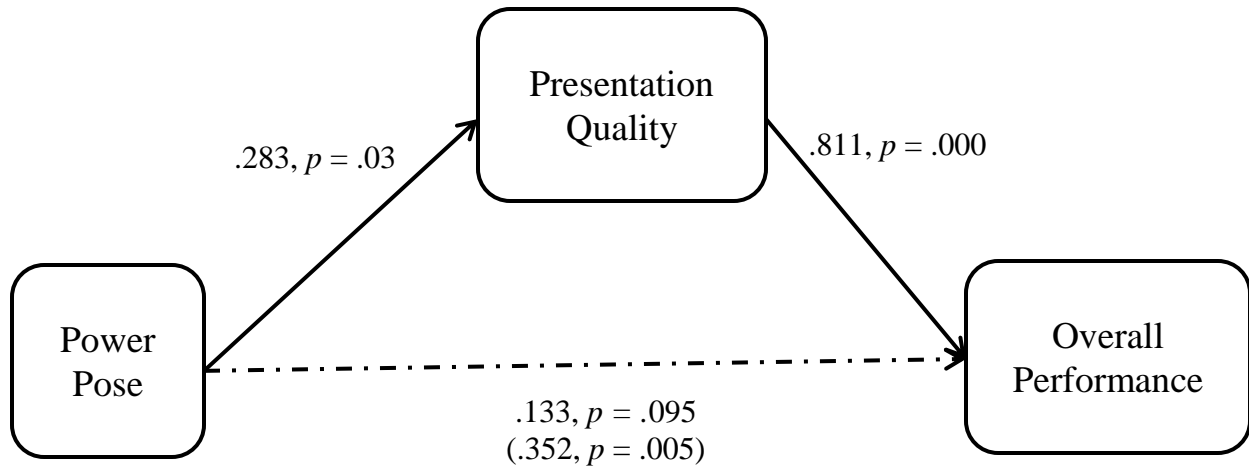 Presentation
Quality
.283, p = .03
.811, p = .000
Power
Pose
Overall
Performance
.133, p = .095
(.352, p = .005)